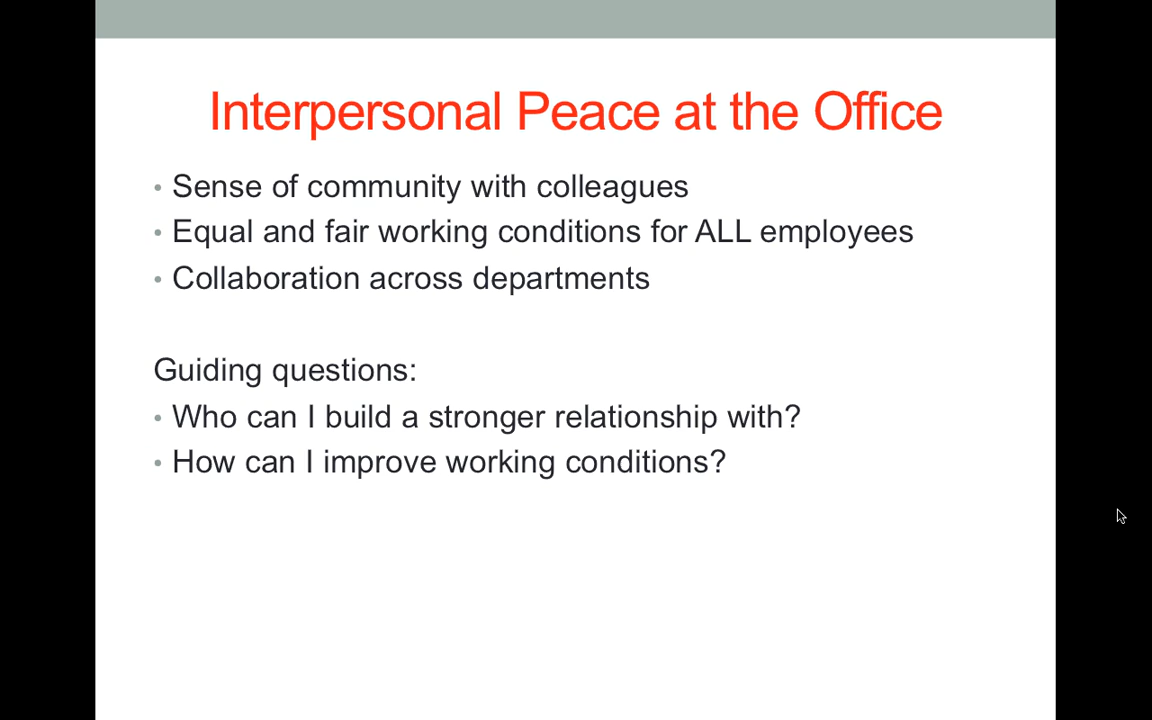 Interpersonal Peace at the Office
• Sense of community with colleagues
• Equal and fair working conditions for ALL employees
• Collaboration across departments
Guiding questions:
• Who can I build a stronger relationship with?
• How can I improve working conditions?